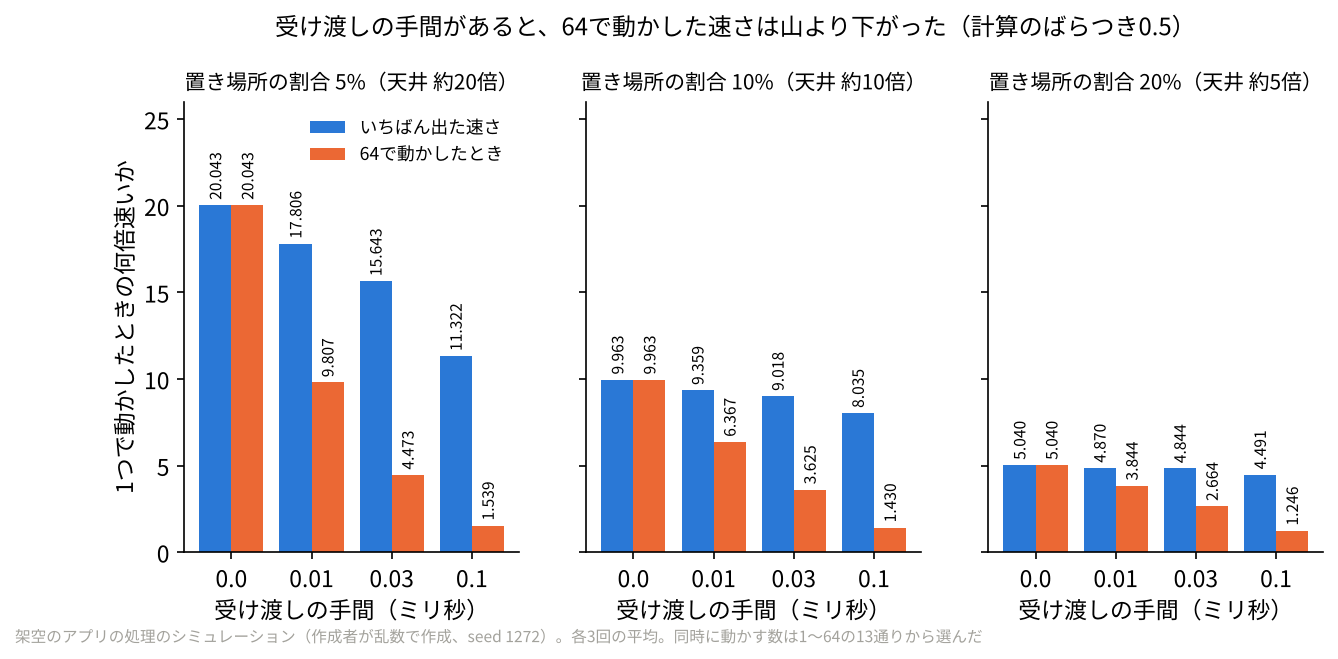 受け渡しの手間があると、64で動かした速さは山より下がった（計算のばらつき0.5）
置き場所の割合 5%（天井 約20倍）
置き場所の割合 10%（天井 約10倍）
置き場所の割合 20%（天井 約5倍）
1つで動かしたときの何倍速いか
25
20
15
10
5
0
いちばん出た速さ
64で動かしたとき
20.043
20.043
17.806
9.807
15.643
4.473
11.322
1.539
9.963
9.963
9.359
6.367
9.018
3.625
8.035
1.430
5.040
5.040
4.870
3.844
4.844
2.664
4.491
1.246
0.0 0.01 0.03 0.1
0.0 0.01 0.03 0.1
0.0 0.01 0.03 0.1
受け渡しの手間（ミリ秒）
受け渡しの手間（ミリ秒）
受け渡しの手間（ミリ秒）
架空のアプリの処理のシミュレーション（作成者が乱数で作成、seed 1272）。各3回の平均。同時に動かす数は1〜64の13通りから選んだ